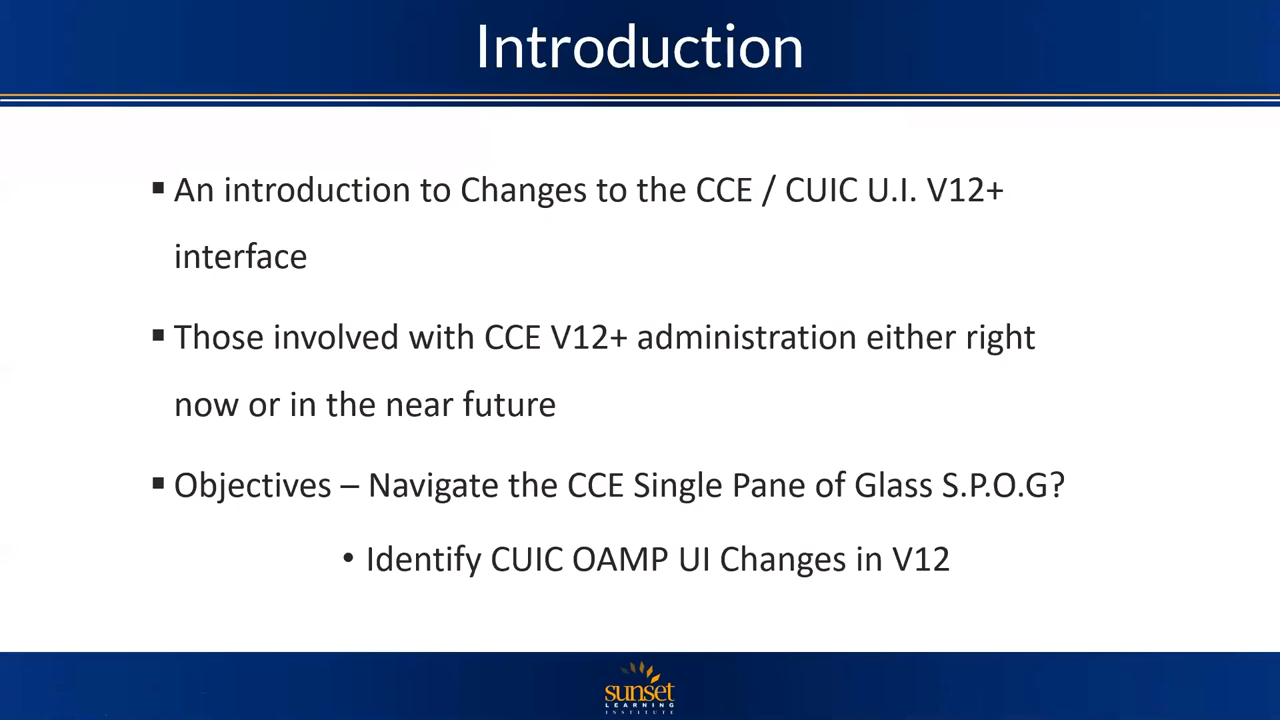 Introduction
▪ An introduction to Changes to the CCE / CUIC U.I. V12+
interface
▪ Those involved with CCE V12+ administration either right
now or in the near future
▪ Objectives – Navigate the CCE Single Pane of Glass S.P.O.G?
• Identify CUIC OAMP UI Changes in V12
sunset
LEARNING
INSTITUTE